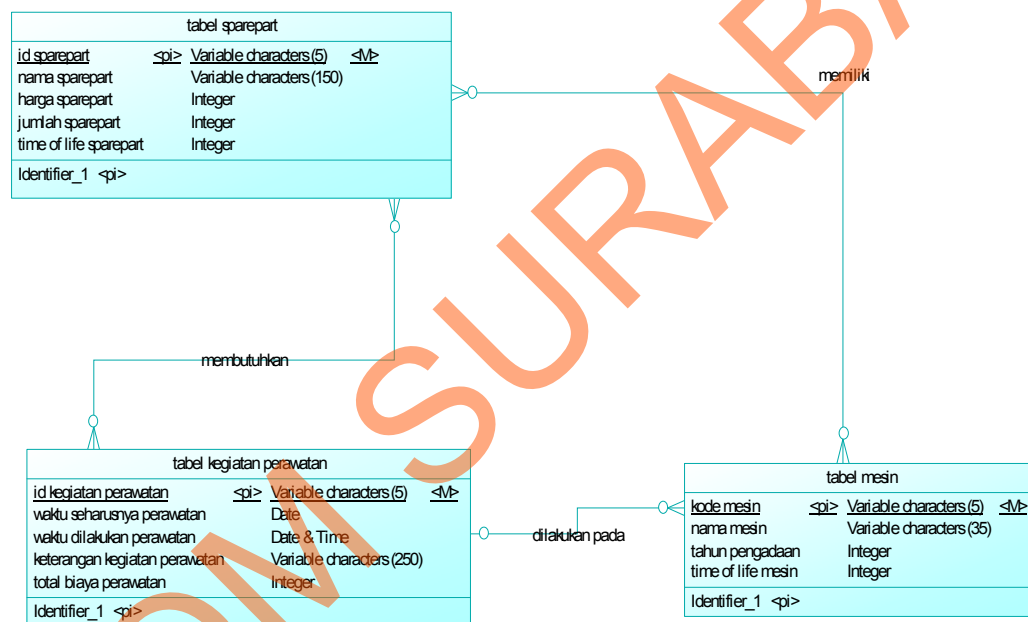 tabel sparepart
id sparepart <pi> Variable characters (5) <M>
nama sparepart Variable characters (150)
harga sparepart Integer
jumlah sparepart Integer
time of life sparepart Integer
Identifier_1 <pi>
memiliki
membutuhkan
tabel kegiatan perawatan
id kegiatan perawatan <pi> Variable characters (5) <M>
waktu seharusnya perawatan Date
waktu dilakukan perawatan Date & Time
keterangan kegiatan perawatan Variable characters (250)
total biaya perawatan Integer
Identifier_1 <pi>
dilakukan pada
tabel mesin
kode mesin <pi> Variable characters (5) <M>
nama mesin Variable characters (35)
tahun pengadaan Integer
time of life mesin Integer
Identifier_1 <pi>
OM SURABA